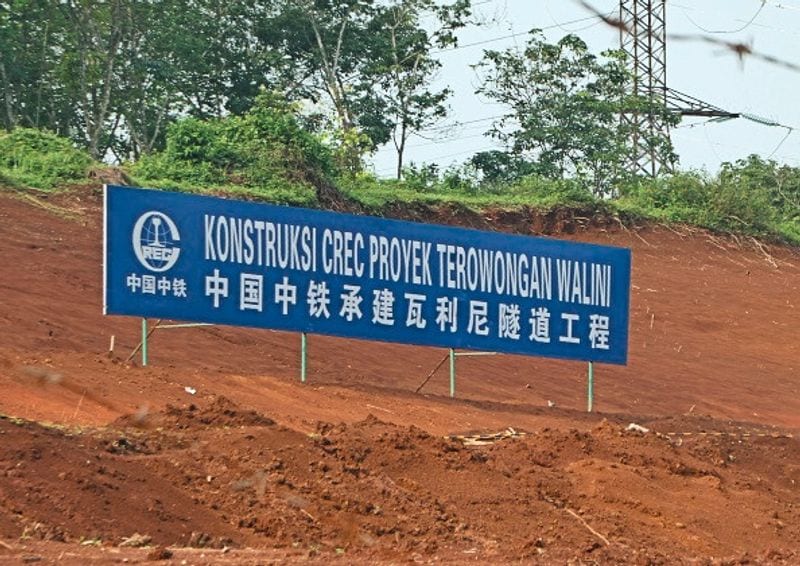 KONSTRUKSI CREC PROYEK TEROWONGAN WALINI
中国中铁承建瓦利尼隧道工程
CREC
中国中铁